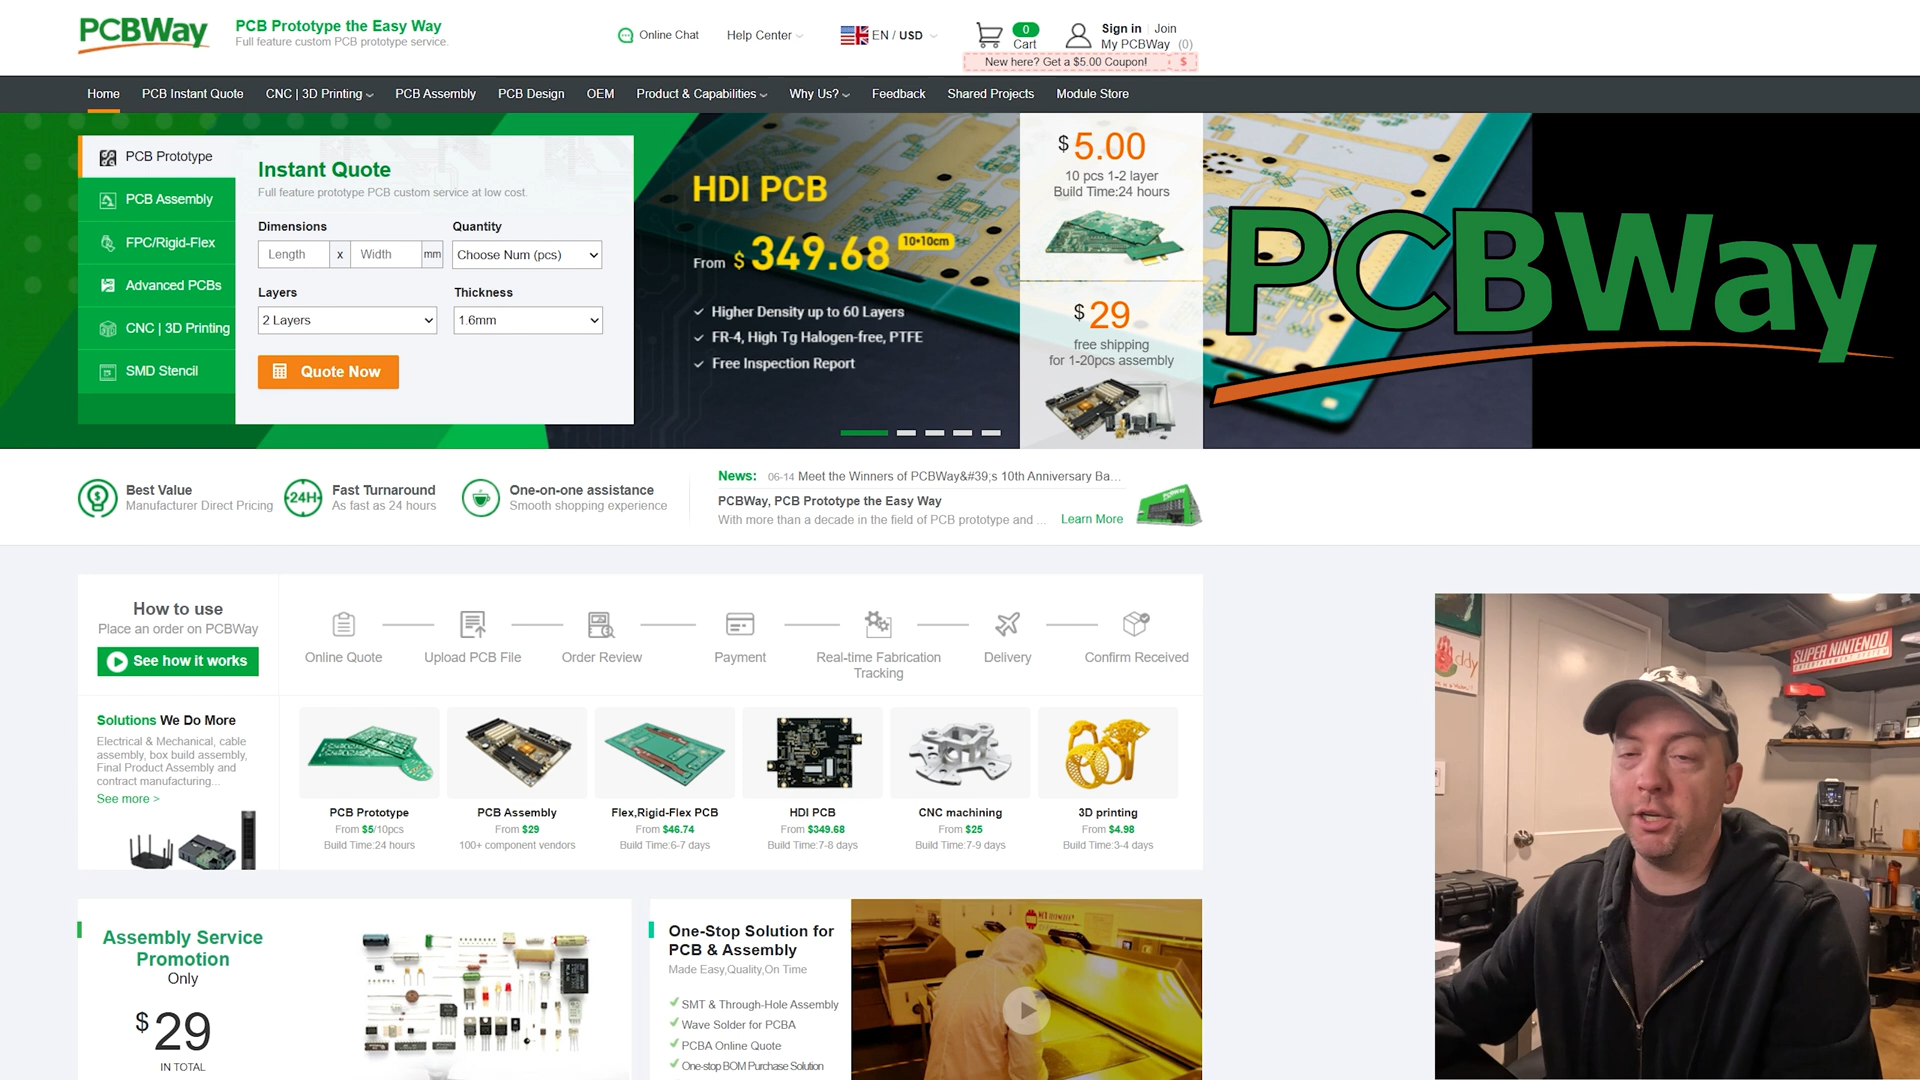 PCBWay
PCB Prototype the Easy Way
Full feature custom PCB prototype service.
Online Chat
Help Center
EN / USD
0
Cart
Sign in
Join
My PCBWay (0)
New here? Get a $5.00 Coupon! $
Home
PCB Instant Quote
CNC | 3D Printing
PCB Assembly
PCB Design
OEM
Product & Capabilities
Why Us?
Feedback
Shared Projects
Module Store
PCB Prototype
PCB Assembly
FPC/Rigid-Flex
Advanced PCBs
CNC | 3D Printing
SMD Stencil
Instant Quote
Full feature prototype PCB custom service at low cost.
Dimensions
Quantity
Length x Width mm
Choose Num (pcs)
Layers
Thickness
2 Layers
1.6mm
Quote Now
HDI PCB
From $ 349.68 10*10cm
Higher Density up to 60 Layers
FR-4, High Tg Halogen-free, PTFE
Free Inspection Report
$ 5.00
10 pcs 1-2 layer
Build Time:24 hours
$ 29
free shipping
for 1-20pcs assembly
PCBWay
Best Value
Manufacturer Direct Pricing
24H
Fast Turnaround
As fast as 24 hours
One-on-one assistance
Smooth shopping experience
News: 06-14 Meet the Winners of PCBWay&#39;s 10th Anniversary Ba...
PCBWay, PCB Prototype the Easy Way
With more than a decade in the field of PCB prototype and ... Learn More
How to use
Place an order on PCBWay
See how it works
Online Quote
Upload PCB File
Order Review
Payment
Real-time Fabrication
Tracking
Delivery
Confirm Received
Solutions We Do More
Electrical & Mechanical, cable
assembly, box build assembly,
Final Product Assembly and
contract manufacturing...
See more >
PCB Prototype
From $5/10pcs
Build Time:24 hours
PCB Assembly
From $29
100+ component vendors
Flex,Rigid-Flex PCB
From $46.74
Build Time:6-7 days
HDI PCB
From $349.68
Build Time:7-8 days
CNC machining
From $25
Build Time:7-9 days
3D printing
From $4.98
Build Time:3-4 days
Assembly Service
Promotion
Only
$ 29
IN TOTAL
One-Stop Solution for
PCB & Assembly
Made Easy,Quality,On Time
SMT & Through-Hole Assembly
Wave Solder for PCBA
PCBA Online Quote
One-stop BOM Purchase Solution
SUPER NINTENDO
ENTERTAINMENT SYSTEM